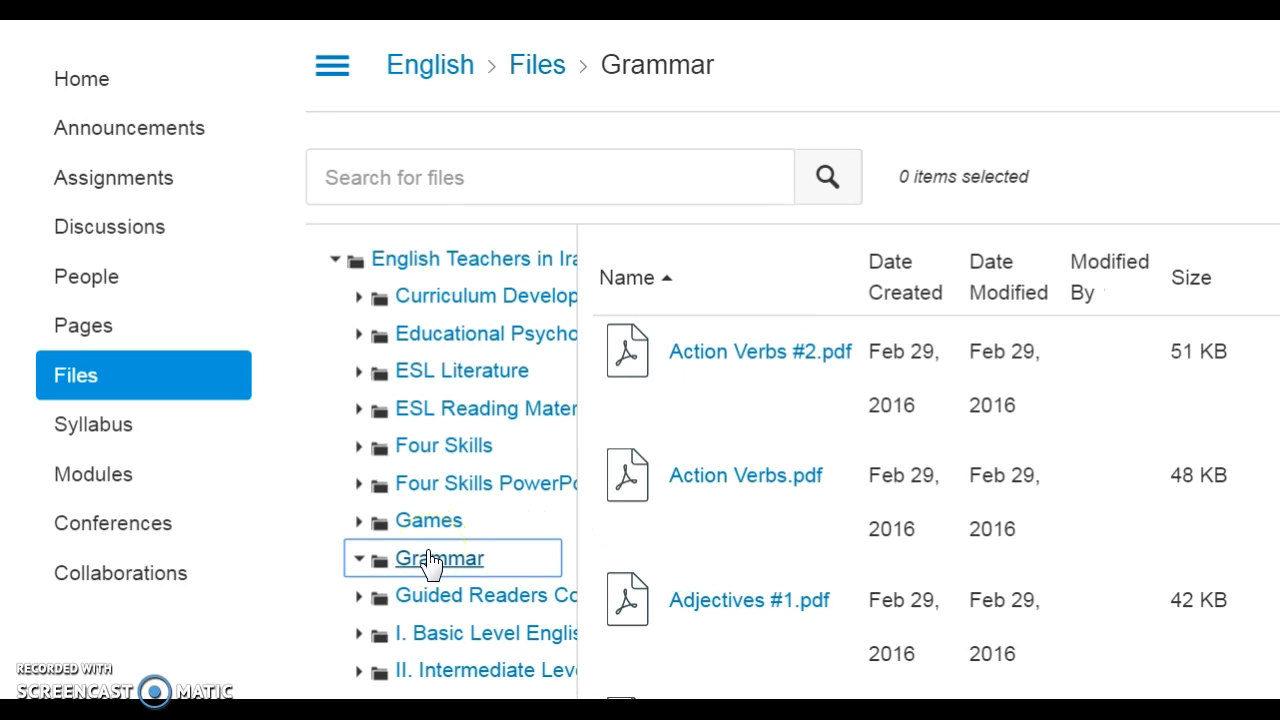 Home
Announcements
Assignments
Discussions
People
Pages
Files
Syllabus
Modules
Conferences
Collaborations
English > Files > Grammar
Search for files
0 items selected
English Teachers in Ira
Curriculum Develop
Educational Psycho
ESL Literature
ESL Reading Mater
Four Skills
Four Skills PowerPo
Games
Grammar
Guided Readers Co
I. Basic Level Englis
II. Intermediate Leve
Name Date Created Date Modified Modified By Size
Action Verbs #2.pdf Feb 29, 2016 Feb 29, 2016 51 KB
Action Verbs.pdf Feb 29, 2016 Feb 29, 2016 48 KB
Adjectives #1.pdf Feb 29, 2016 Feb 29, 2016 42 KB
RECORDED WITH
SCREENCAST MATIC